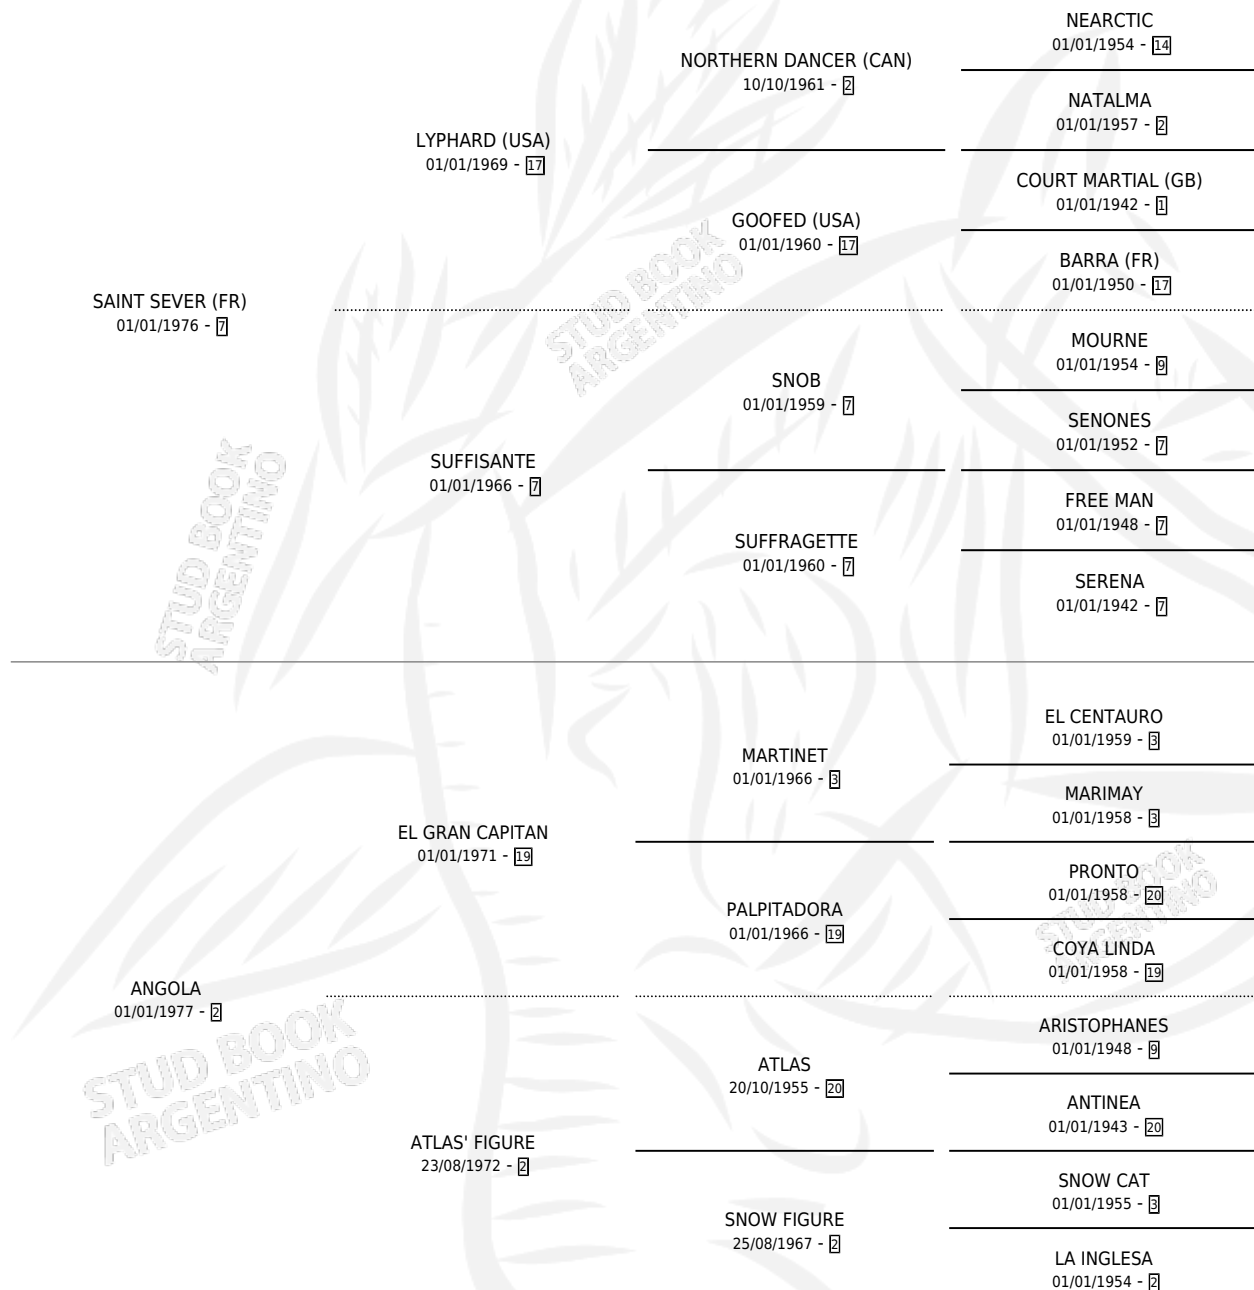 NEARCTIC
01/01/1954 - 14
NORTHERN DANCER (CAN)
10/10/1961 - 2
NATALMA
01/01/1957 - 2
LYPHARD (USA)
01/01/1969 - 17
COURT MARTIAL (GB)
01/01/1942 - 1
GOOFED (USA)
01/01/1960 - 17
BARRA (FR)
01/01/1950 - 17
SAINT SEVER (FR)
01/01/1976 - 7
MOURNE
01/01/1954 - 9
SNOB
01/01/1959 - 7
SENONES
01/01/1952 - 7
SUFFISANTE
01/01/1966 - 7
FREE MAN
01/01/1948 - 7
SUFFRAGETTE
01/01/1960 - 7
SERENA
01/01/1942 - 7
EL CENTAURO
01/01/1959 - 3
MARTINET
01/01/1966 - 3
MARIMAY
01/01/1958 - 3
EL GRAN CAPITAN
01/01/1971 - 19
PRONTO
01/01/1958 - 20
PALPITADORA
01/01/1966 - 19
COYA LINDA
01/01/1958 - 19
ANGOLA
01/01/1977 - 2
ARISTOPHANES
01/01/1948 - 9
ATLAS
20/10/1955 - 20
ANTINEA
01/01/1943 - 20
ATLAS' FIGURE
23/08/1972 - 2
SNOW CAT
01/01/1955 - 3
SNOW FIGURE
25/08/1967 - 2
LA INGLESA
01/01/1954 - 2
STUD BOOK
ARGENTINO
STUD BOOK
ARGENTINO
STUD BOOK
ARGENTINO
STUD BOOK
ARGENTINO